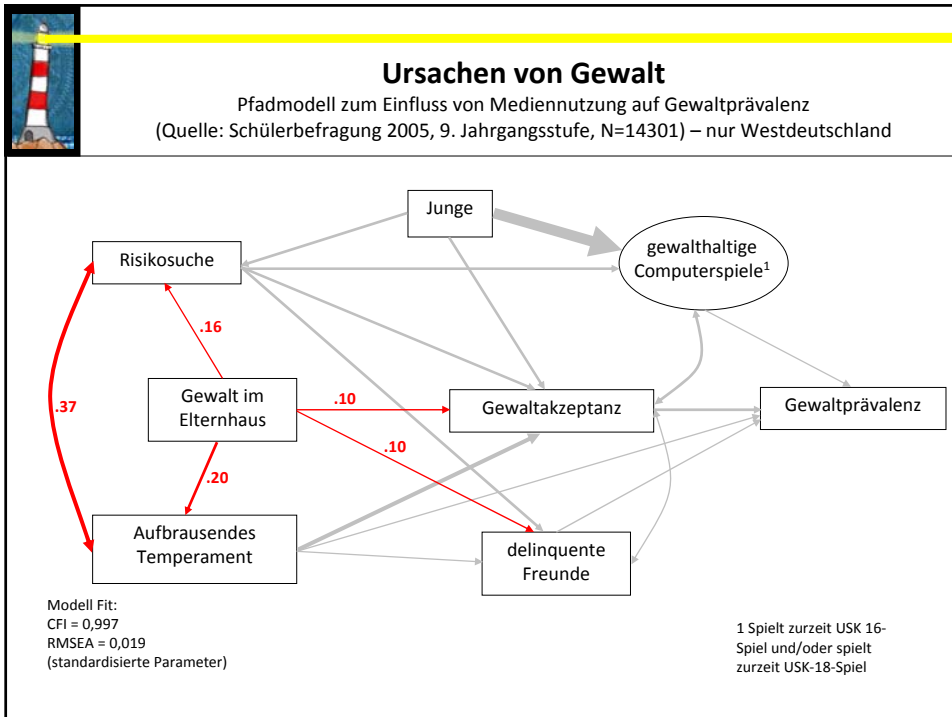 Ursachen von Gewalt
Pfadmodell zum Einfluss von Mediennutzung auf Gewaltprävalenz
(Quelle: Schülerbefragung 2005, 9. Jahrgangsstufe, N=14301) – nur Westdeutschland
Junge
gewalthaltige
Computerspiele¹
Risikosuche
.16
.37
Gewalt im
Elternhaus
.10
Gewaltakzeptanz
Gewaltprävalenz
.10
.20
Aufbrausendes
Temperament
delinquente
Freunde
Modell Fit:
CFI = 0,997
RMSEA = 0,019
(standardisierte Parameter)
1 Spielt zurzeit USK 16-
Spiel und/oder spielt
zurzeit USK-18-Spiel